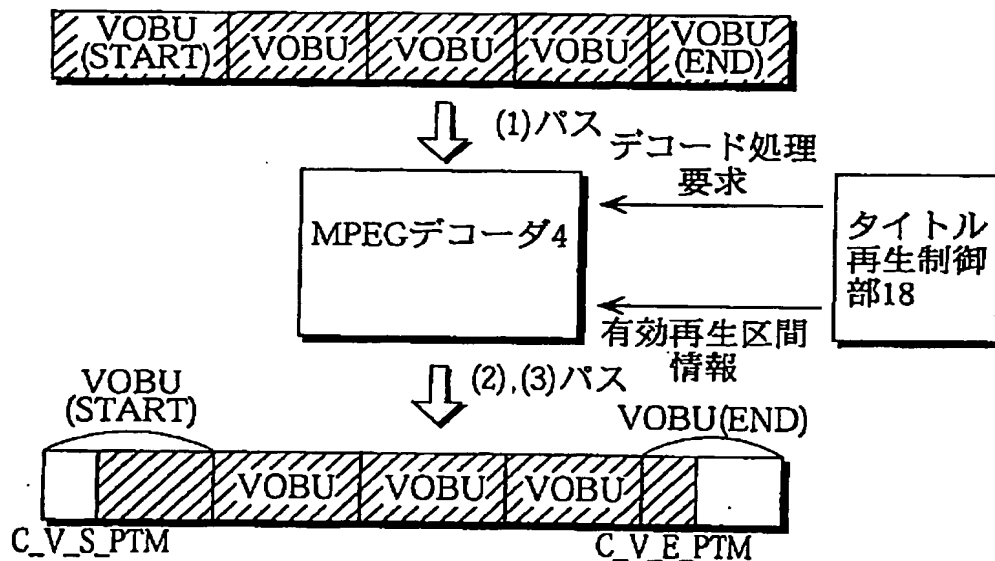 VOBU
(START)
VOBU
VOBU
VOBU
VOBU
(END)
(1)パス
デコード処理
要求
MPEGデコーダ4
タイトル
再生制御
部18
有効再生区間
情報
(2),(3)パス
VOBU
(START)
VOBU(END)
VOBU
VOBU
VOBU
C_V_S_PTM
C_V_E_PTM